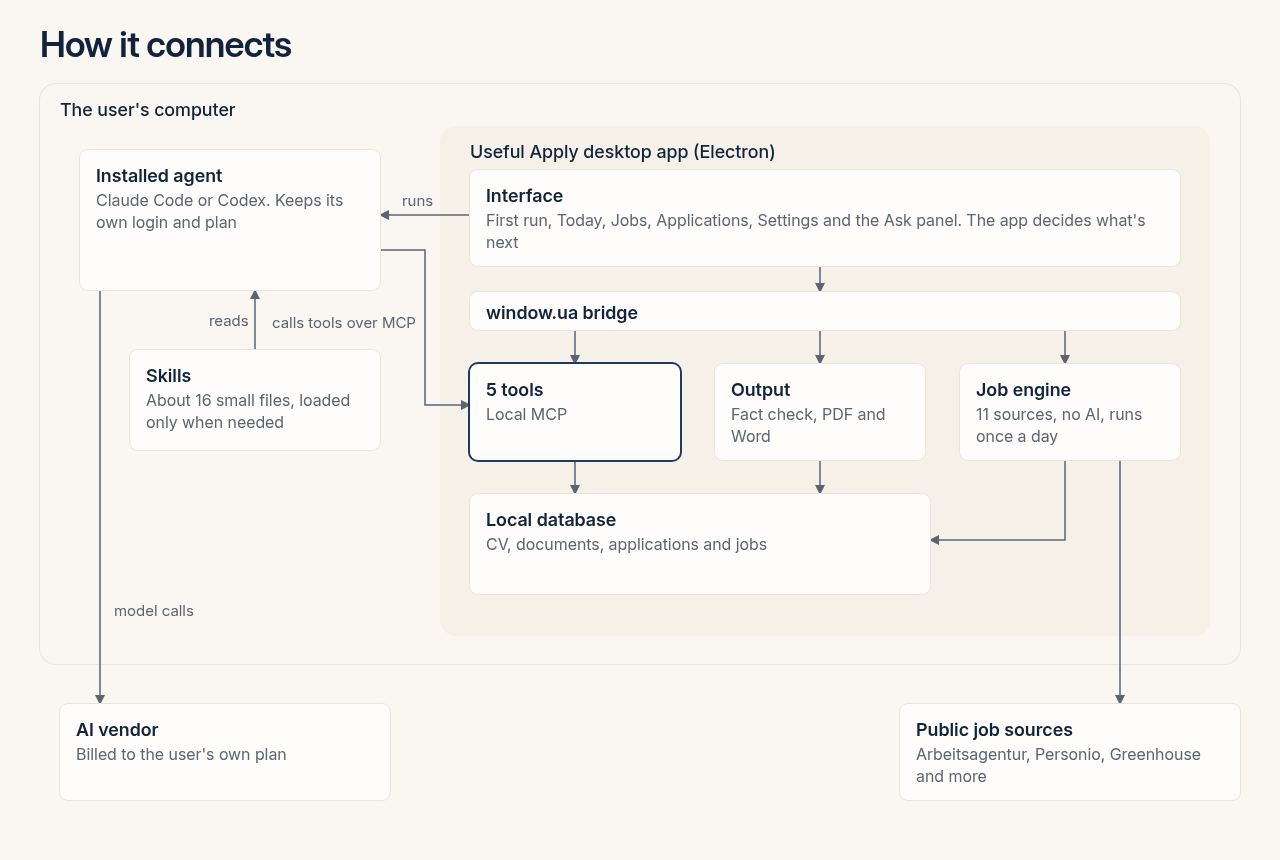 How it connects
The user's computer
Installed agent
Claude Code or Codex. Keeps its
own login and plan
runs
reads
calls tools over MCP
Skills
About 16 small files, loaded
only when needed
model calls
Useful Apply desktop app (Electron)
Interface
First run, Today, Jobs, Applications, Settings and the Ask panel. The app decides what's
next
window.ua bridge
5 tools
Local MCP
Output
Fact check, PDF and
Word
Job engine
11 sources, no AI, runs
once a day
Local database
CV, documents, applications and jobs
AI vendor
Billed to the user's own plan
Public job sources
Arbeitsagentur, Personio, Greenhouse
and more